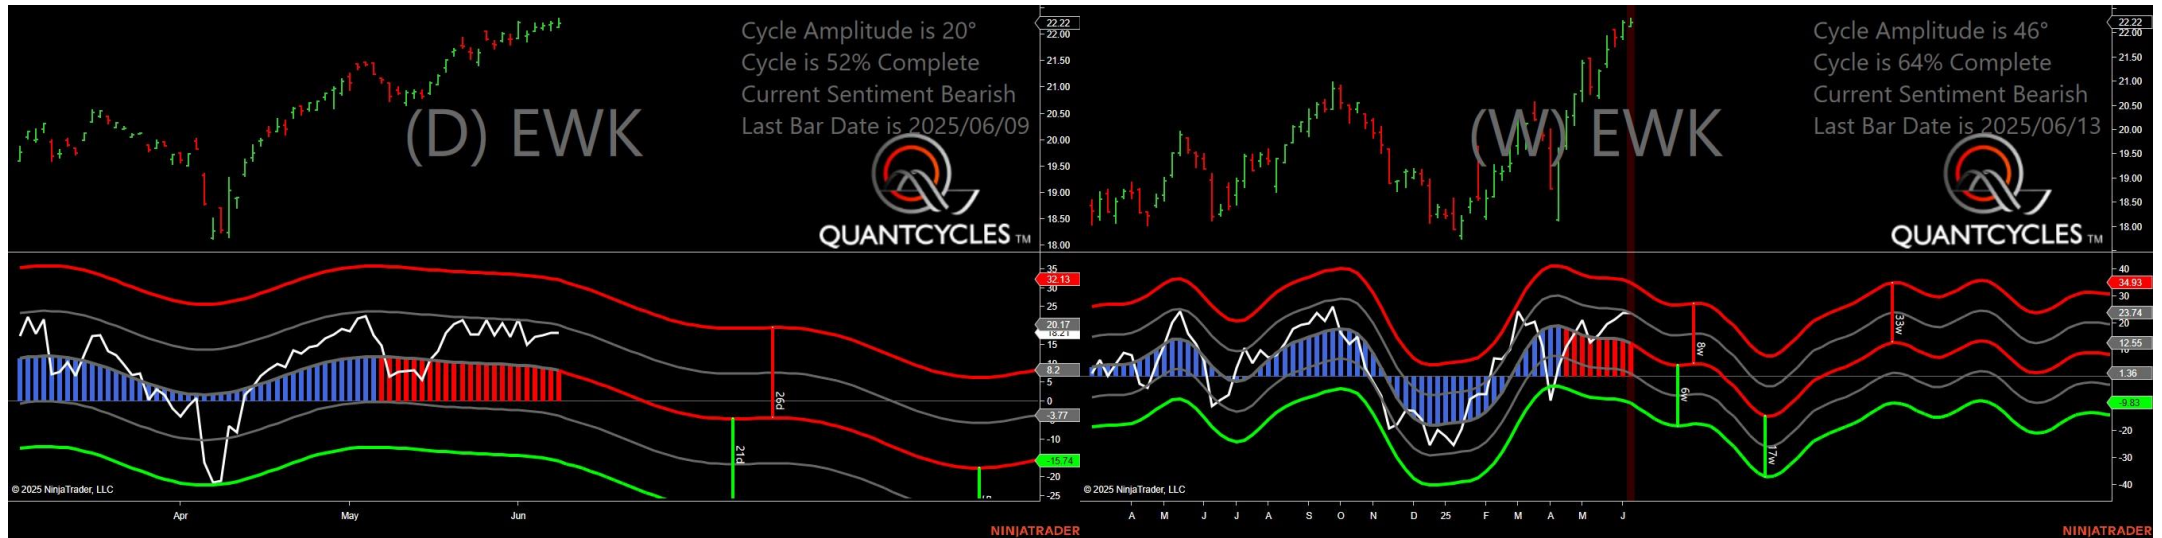 Cycle Amplitude is 20°
Cycle is 52% Complete
Current Sentiment Bearish
Last Bar Date is 2025/06/09
(D) EWK
QUANTCYCLES TM
22.22
22.00
21.50
21.00
20.50
20.00
19.50
19.00
18.50
18.00
35
32.13
30
25
20.17
18.21
15
8.2
5
0
-3.77
-10
-15.74
-20
-25
26d
21d
© 2025 NinjaTrader, LLC
Apr
May
Jun
NINJATRADER
Cycle Amplitude is 46°
Cycle is 64% Complete
Current Sentiment Bearish
Last Bar Date is 2025/06/13
(W) EWK
QUANTCYCLES TM
22.22
22.00
21.50
21.00
20.50
20.00
19.50
19.00
18.50
18.00
40
34.93
30
23.74
20
12.55
1.36
-9.83
-20
-30
-40
8w
6w
17w
33w
© 2025 NinjaTrader, LLC
A M J J A S O N D 25 F M A M J
NINJATRADER